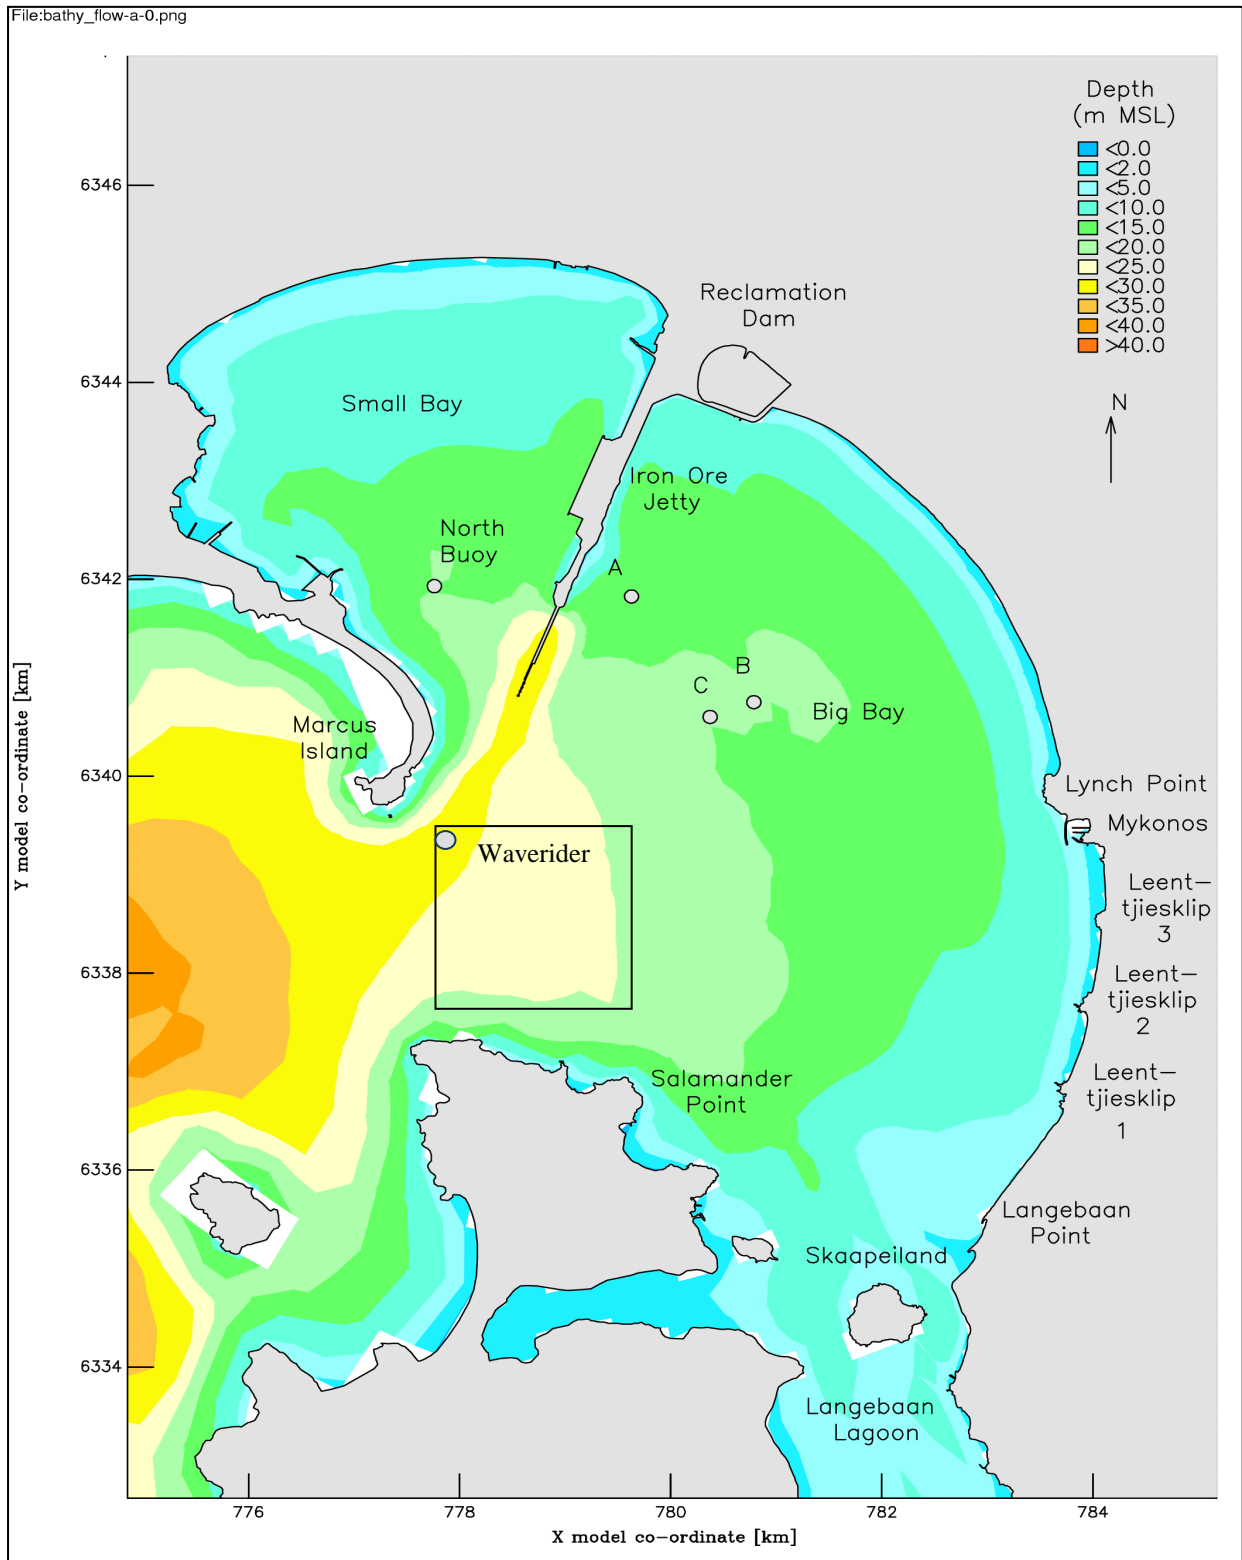 File:bathy_flow-a-0.png
Depth
(m MSL)
<0.0
<2.0
<5.0
<10.0
<15.0
<20.0
<25.0
<30.0
<35.0
<40.0
>40.0
N
6346
6344
6342
6340
6338
6336
6334
Y model co-ordinate [km]
Reclamation
Dam
Small Bay
Iron Ore
Jetty
North
Buoy
A
B
C
Big Bay
Marcus
Island
Lynch Point
Mykonos
Waverider
Leent-
tjiesklip
3
Leent-
tjiesklip
2
Leent-
tjiesklip
1
Salamander
Point
Langebaan
Point
Skaapeiland
Langebaan
Lagoon
776
778
780
782
784
X model co-ordinate [km]